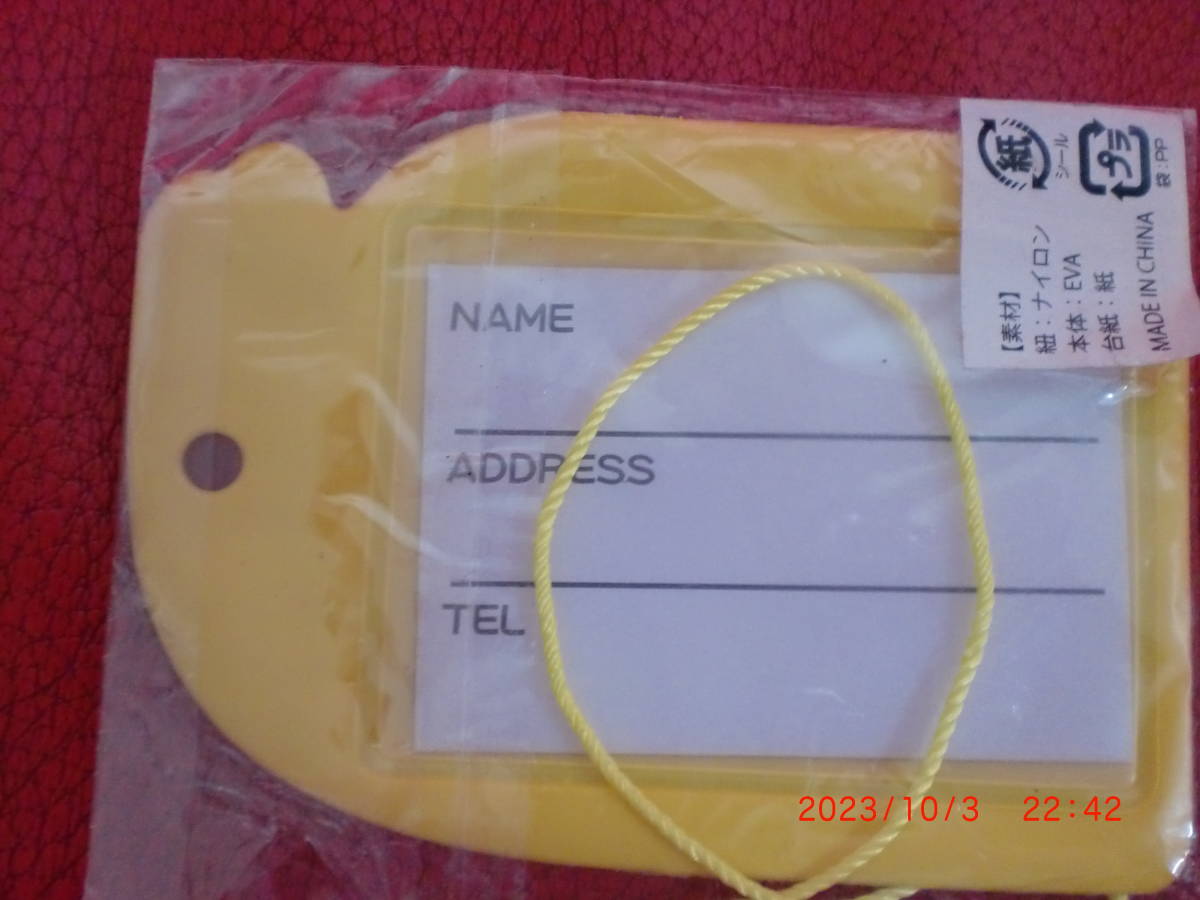 NAME
ADDRESS
TEL
紙
シール
プラ
袋：PP
【素材】
紐：ナイロン
本体：EVA
台紙：紙
MADE IN CHINA
2023/10/3 22:42